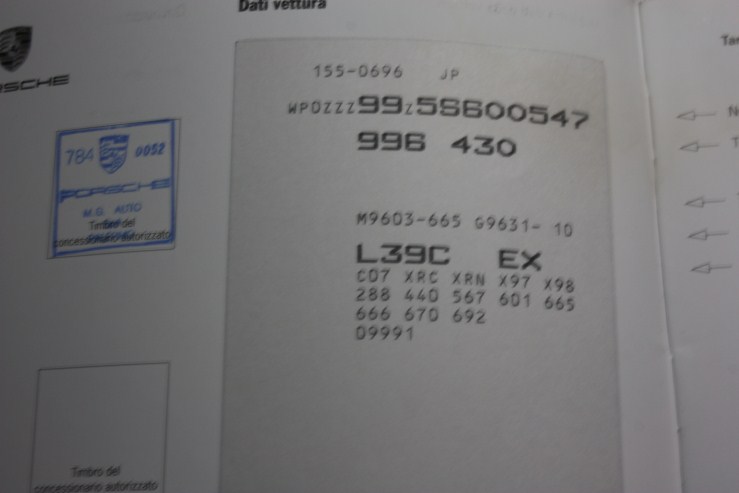 Dati vettura
155-0696 JP
WP0ZZZ99Z5S600547
996 430
M9603-665 G9631- 10
L39C EX
C07 XRC XRN X97 X98
288 440 567 601 665
666 670 692
09991
PORSCHE
784 0052
PORSCHE
M.G. AUTO
Timbro del
concessionario autorizzato
Timbro del
concessionario autorizzato